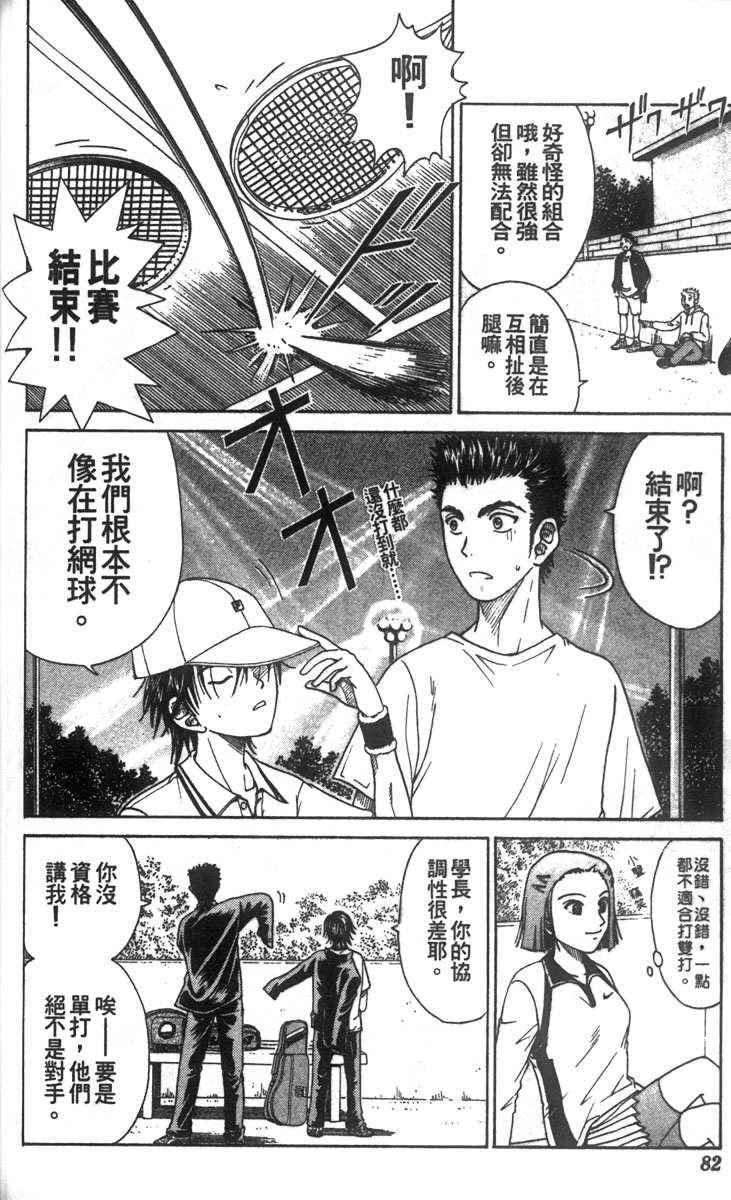 ザワ ザワ
好奇怪的組合
哦，雖然很強
但卻無法配合。
簡直是在
互相扯後
腿嘛。
啊！
ドド
比賽
結束!!
啊？
結束了!?
什麼都
還沒打到就……
オオ
我們根本不
像在打網球。
沒錯、沒錯，一點
都不適合打雙打。
學長，你的協
調性很差耶。
你沒
資格
講我！
唉——要是
單打，他們
絕不是對手。
82